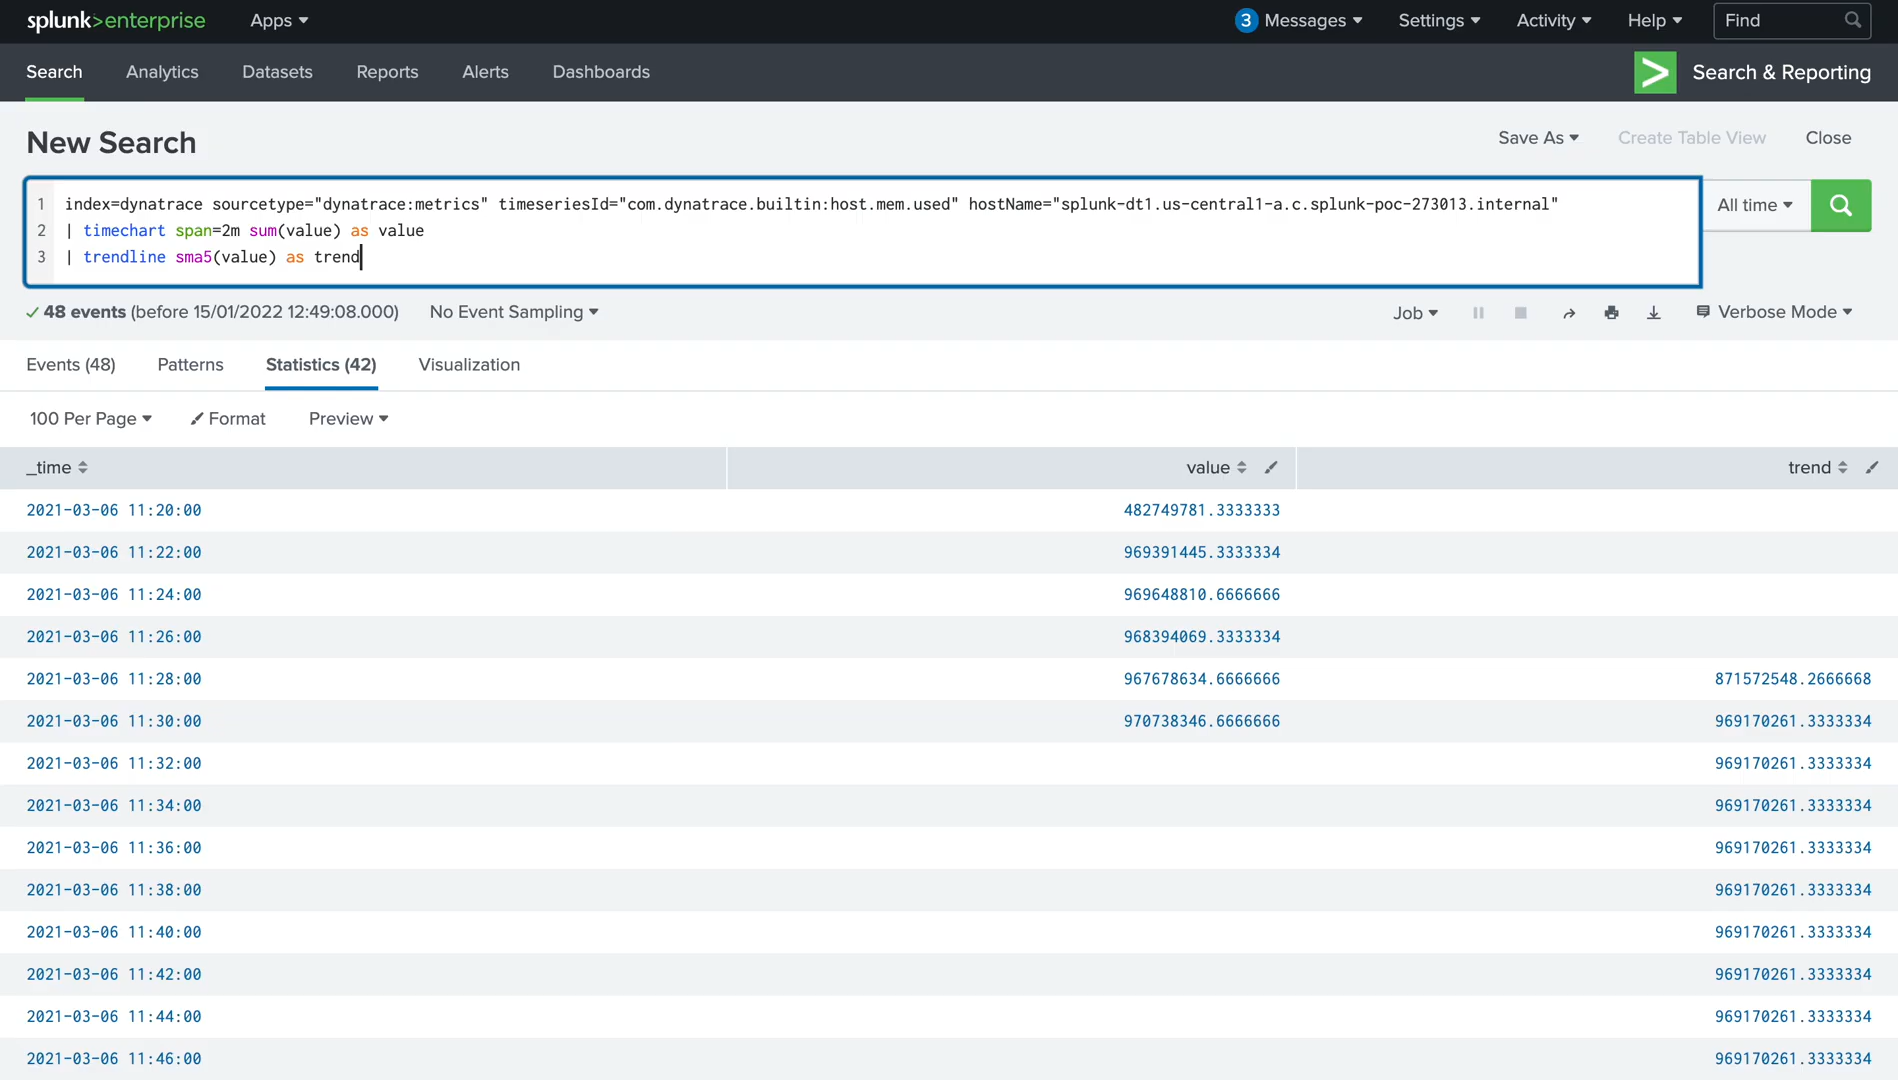 splunk>enterprise Apps 3 Messages Settings Activity Help Find
Search Analytics Datasets Reports Alerts Dashboards Search & Reporting
New Search Save As Create Table View Close
1 index=dynatrace sourcetype="dynatrace:metrics" timeseriesId="com.dynatrace.builtin:host.mem.used" hostName="splunk-dt1.us-central1-a.c.splunk-poc-273013.internal"
2 | timechart span=2m sum(value) as value
3 | trendline sma5(value) as trend
All time
48 events (before 15/01/2022 12:49:08.000) No Event Sampling Job Verbose Mode
Events (48) Patterns Statistics (42) Visualization
100 Per Page Format Preview
_time value trend
2021-03-06 11:20:00 482749781.3333333
2021-03-06 11:22:00 969391445.3333334
2021-03-06 11:24:00 969648810.6666666
2021-03-06 11:26:00 968394069.3333334
2021-03-06 11:28:00 967678634.6666666 871572548.2666668
2021-03-06 11:30:00 970738346.6666666 969170261.3333334
2021-03-06 11:32:00 969170261.3333334
2021-03-06 11:34:00 969170261.3333334
2021-03-06 11:36:00 969170261.3333334
2021-03-06 11:38:00 969170261.3333334
2021-03-06 11:40:00 969170261.3333334
2021-03-06 11:42:00 969170261.3333334
2021-03-06 11:44:00 969170261.3333334
2021-03-06 11:46:00 969170261.3333334